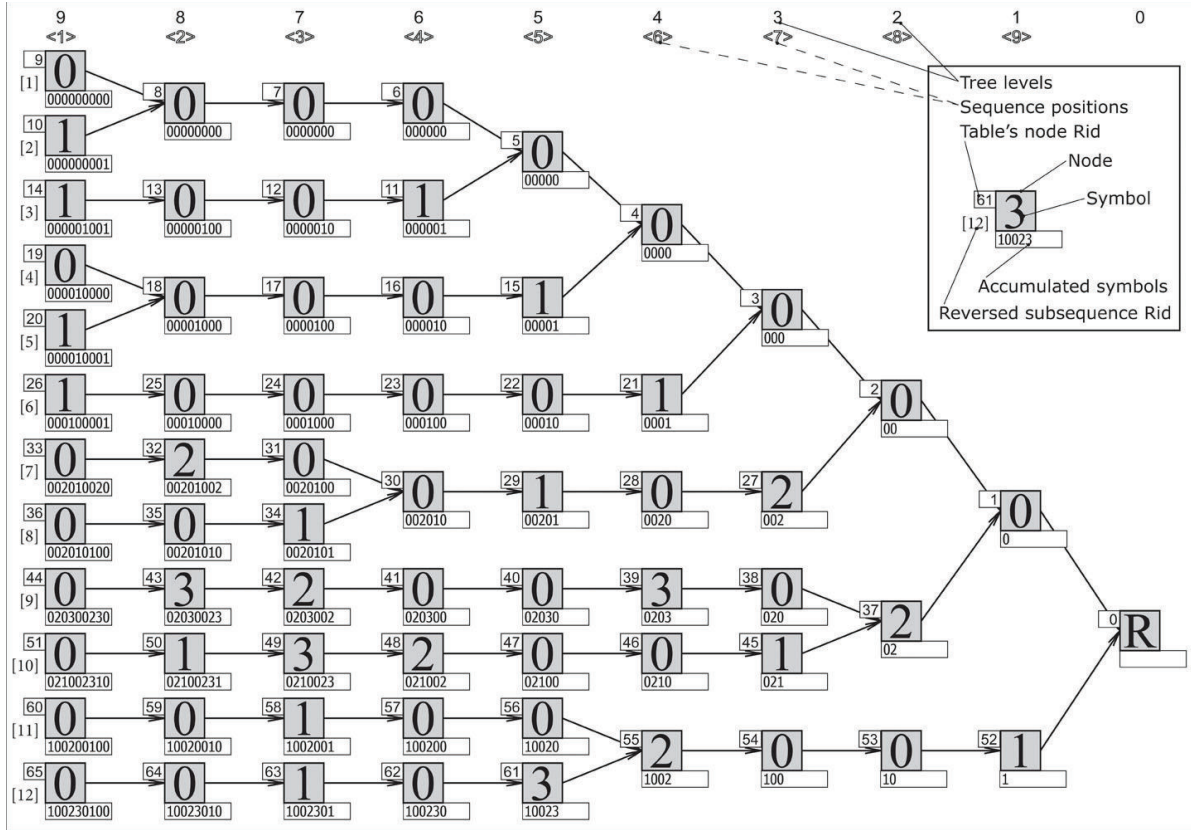 9 8 7 6 5 4 3 2 1 0
<1> <2> <3> <4> <5> <6> <7> <8> <9>
9 0 [1] 000000000
8 0 00000000
7 0 0000000
6 0 000000
10 1 [2] 000000001
5 0 00000
14 1 [3] 000001001
13 0 00000100
12 0 0000010
11 1 000001
4 0 0000
19 0 [4] 000010000
18 0 00001000
17 0 0000100
16 0 000010
15 1 00001
3 0 000
20 1 [5] 000010001
26 1 [6] 000100001
25 0 00010000
24 0 0001000
23 0 000100
22 0 00010
21 1 0001
2 0 00
33 0 [7] 002010020
32 2 00201002
31 0 0020100
30 0 002010
29 1 00201
28 0 0020
27 2 002
36 0 [8] 002010100
35 0 00201010
34 1 0020101
1 0 0
44 0 [9] 020300230
43 3 02030023
42 2 0203002
41 0 020300
40 0 02030
39 3 0203
38 0 020
37 2 02
0 R
51 0 [10] 021002310
50 1 02100231
49 3 0210023
48 2 021002
47 0 02100
46 0 0210
45 1 021
60 0 [11] 100200100
59 0 10020010
58 1 1002001
57 0 100200
56 0 10020
55 2 1002
54 0 100
53 0 10
52 1 1
65 0 [12] 100230100
64 0 10023010
63 1 1002301
62 0 100230
61 3 10023
Tree levels
Sequence positions
Table's node Rid
Node
61 3 Symbol
[12]
10023
Accumulated symbols
Reversed subsequence Rid